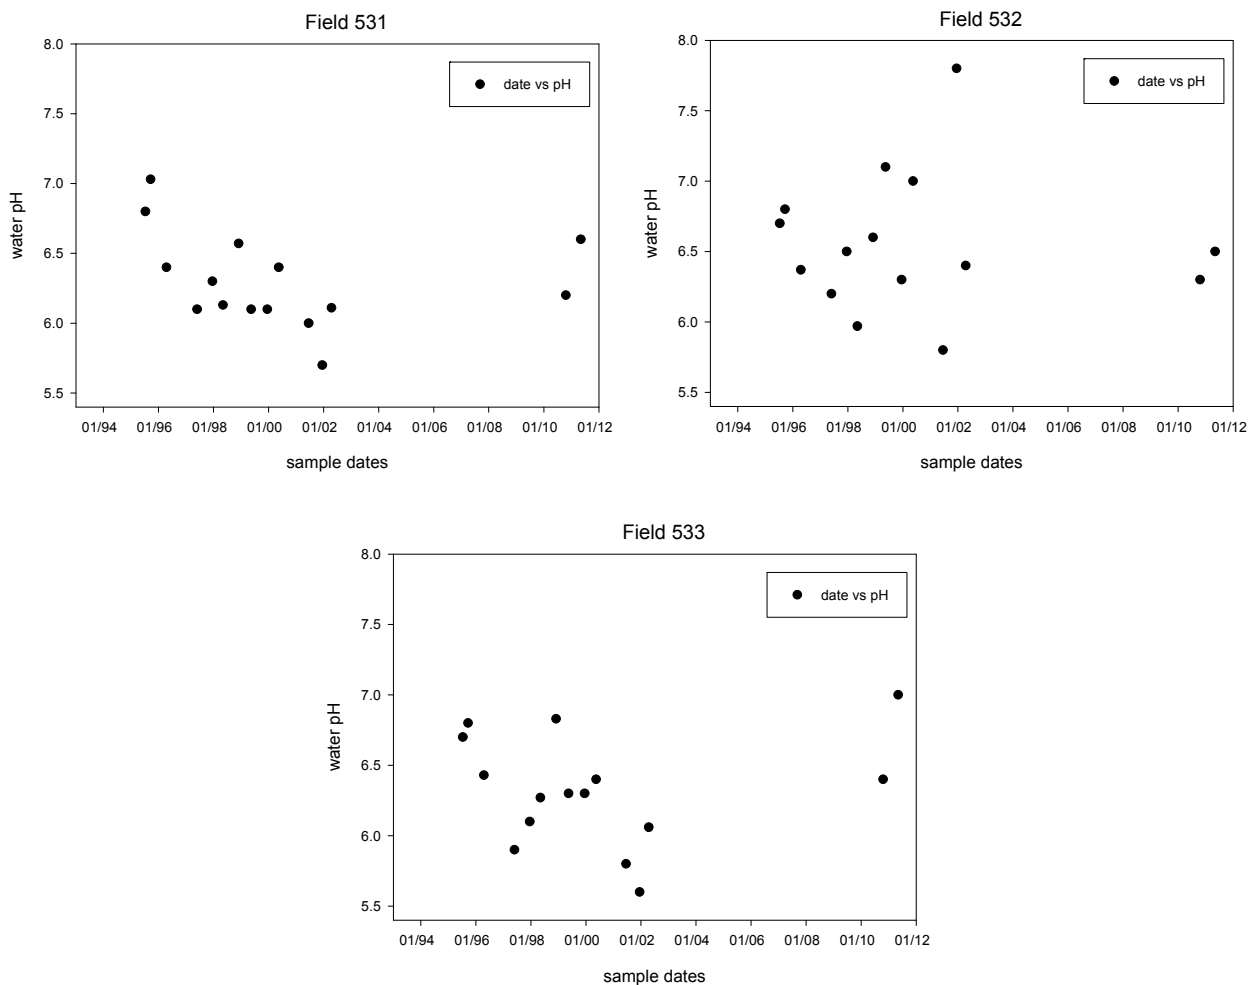 Field 531
8.0
7.5
7.0
6.5
6.0
5.5
water pH
date vs pH
01/94 01/96 01/98 01/00 01/02 01/04 01/06 01/08 01/10 01/12
sample dates
Field 532
8.0
7.5
7.0
6.5
6.0
5.5
water pH
date vs pH
01/94 01/96 01/98 01/00 01/02 01/04 01/06 01/08 01/10 01/12
sample dates
Field 533
8.0
7.5
7.0
6.5
6.0
5.5
water pH
date vs pH
01/94 01/96 01/98 01/00 01/02 01/04 01/06 01/08 01/10 01/12
sample dates